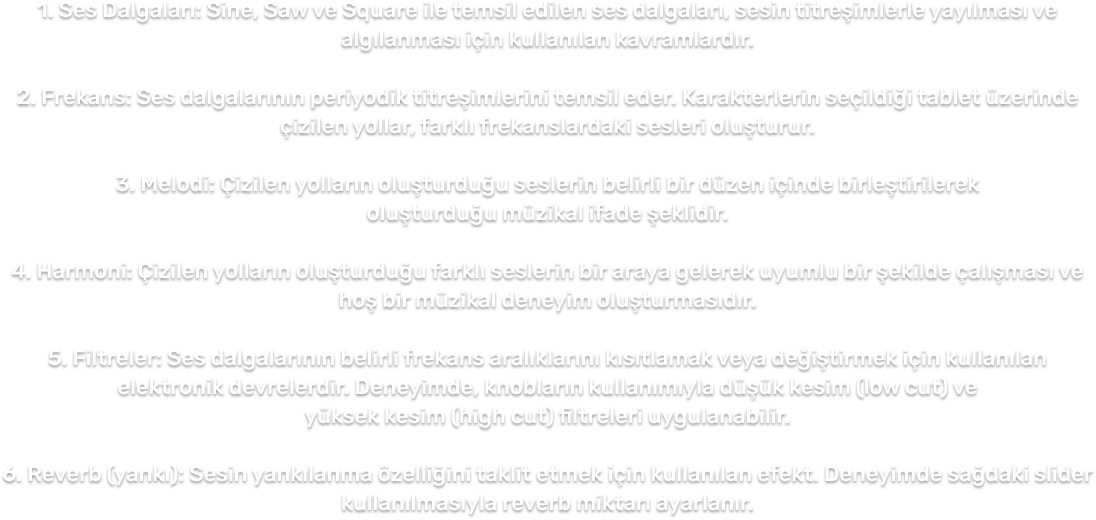 1. Ses Dalgaları: Sine, Saw ve Square ile temsil edilen ses dalgaları, sesin titreşimlerle yayılması ve
algılanması için kullanılan kavramlardır.
2. Frekans: Ses dalgalarının periyodik titreşimlerini temsil eder. Karakterlerin seçildiği tablet üzerinde
çizilen yollar, farklı frekanslardaki sesleri oluşturur.
3. Melodi: Çizilen yolların oluşturduğu seslerin belirli bir düzen içinde birleştirilerek
oluşturduğu müzikal ifade şeklidir.
4. Harmoni: Çizilen yolların oluşturduğu farklı seslerin bir araya gelerek uyumlu bir şekilde çalışması ve
hoş bir müzikal deneyim oluşturmasıdır.
5. Filtreler: Ses dalgalarının belirli frekans aralıklarını kısıtlamak veya değiştirmek için kullanılan
elektronik devrelerdir. Deneyimde, knobların kullanımıyla düşük kesim (low cut) ve
yüksek kesim (high cut) filtreleri uygulanabilir.
6. Reverb (yankı): Sesin yankılanma özelliğini taklit etmek için kullanılan efekt. Deneyimde sağdaki slider
kullanılmasıyla reverb miktarı ayarlanır.